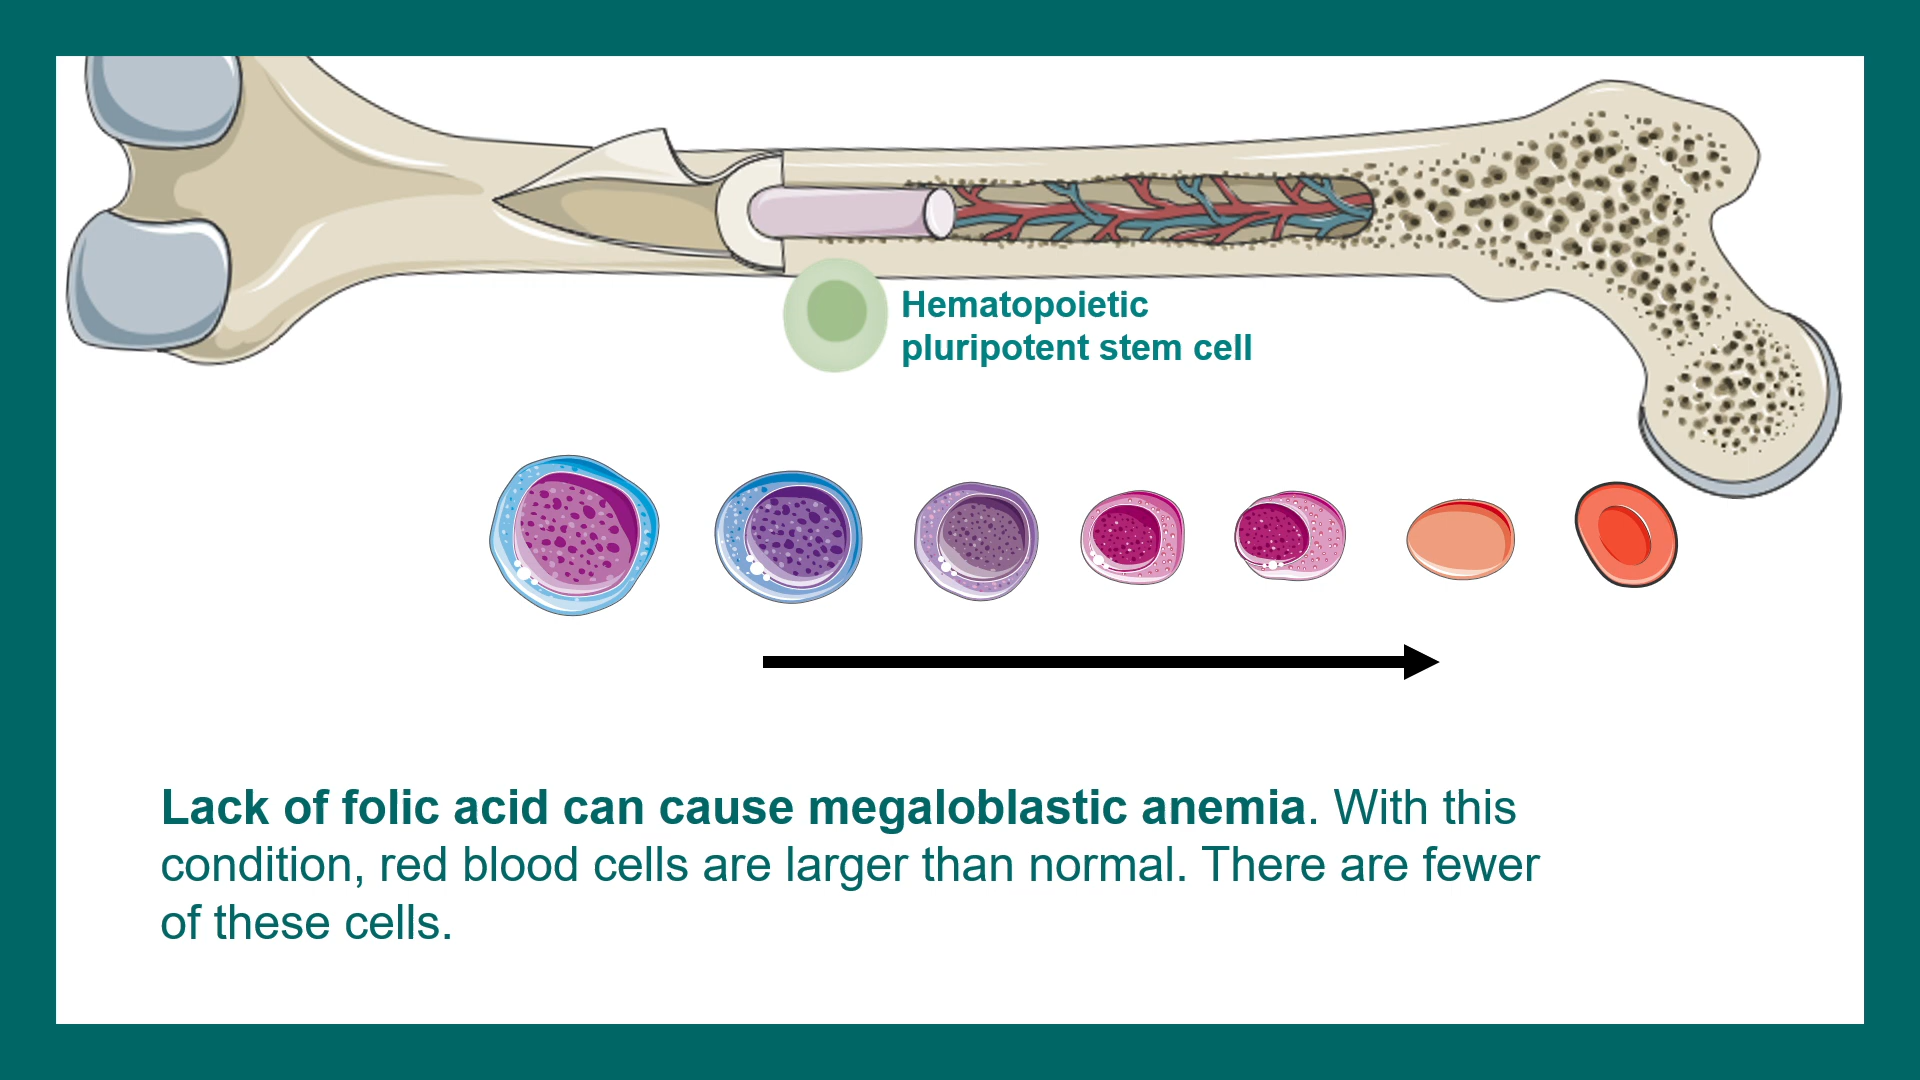 Hematopoietic
pluripotent stem cell
Lack of folic acid can cause megaloblastic anemia. With this
condition, red blood cells are larger than normal. There are fewer
of these cells.